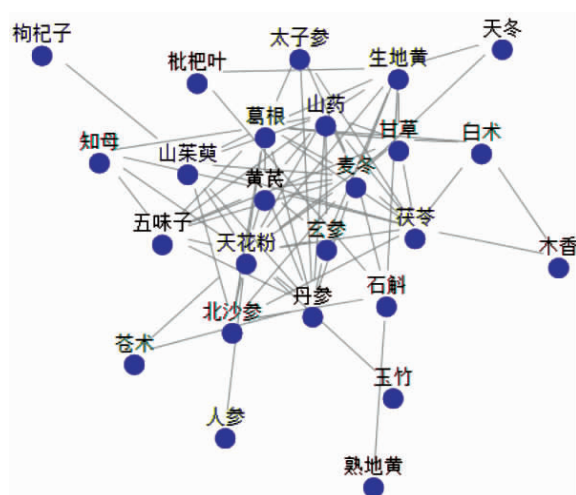 枸杞子
枇杷叶
太子参
生地黄
天冬
知母
葛根
山药
甘草
白术
山茱萸
黄芪
麦冬
五味子
天花粉
玄参
茯苓
木香
北沙参
丹参
石斛
苍术
人参
玉竹
熟地黄